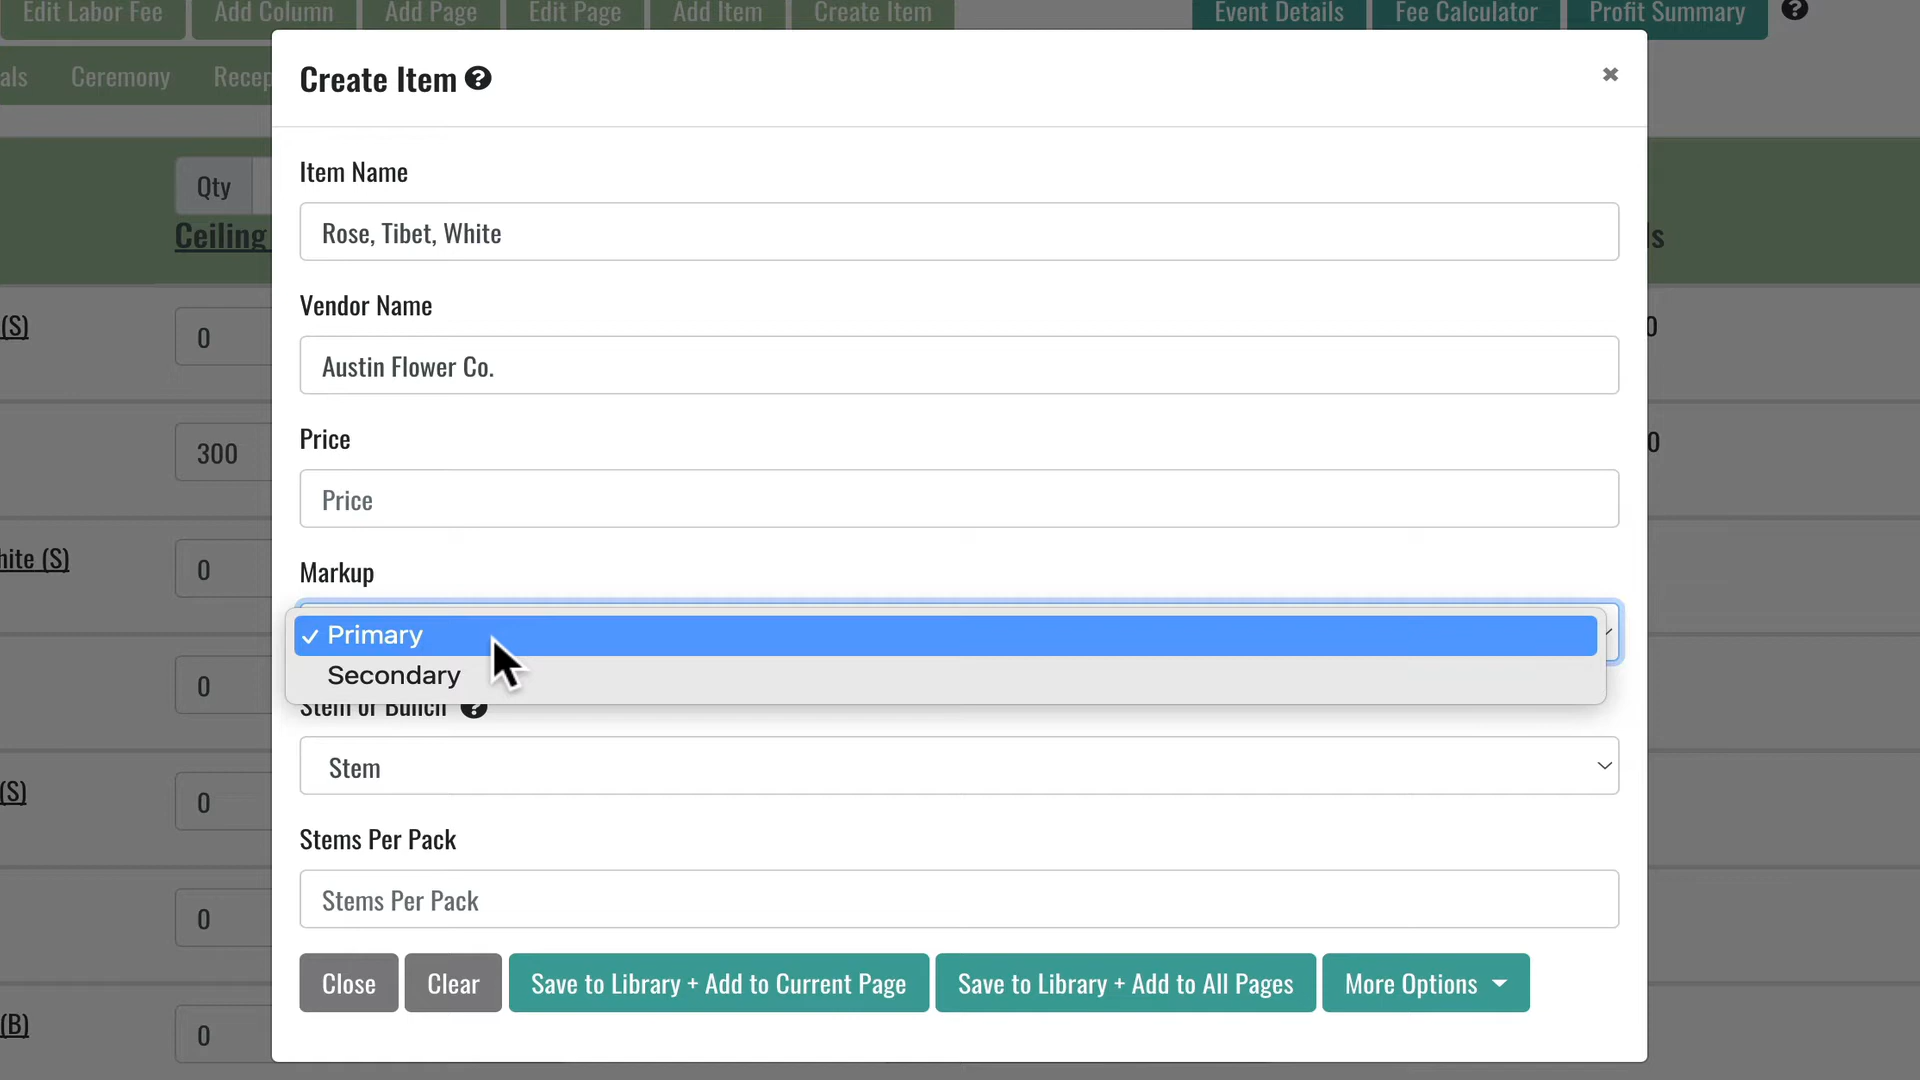 Edit Labor Fee
Add Column
Add Page
Edit Page
Add Item
Create Item
Event Details
Fee Calculator
Profit Summary
?
als
Ceremony
Recep
Create Item ?
Item Name
Rose, Tibet, White
Vendor Name
Austin Flower Co.
Price
Price
Markup
✓ Primary
Secondary
Stem or Bunch ?
Stem
Stems Per Pack
Stems Per Pack
Close
Clear
Save to Library + Add to Current Page
Save to Library + Add to All Pages
More Options
Qty
Ceiling
ls
(S)
0
0
300
0
hite (S)
0
0
(S)
0
0
(B)
0